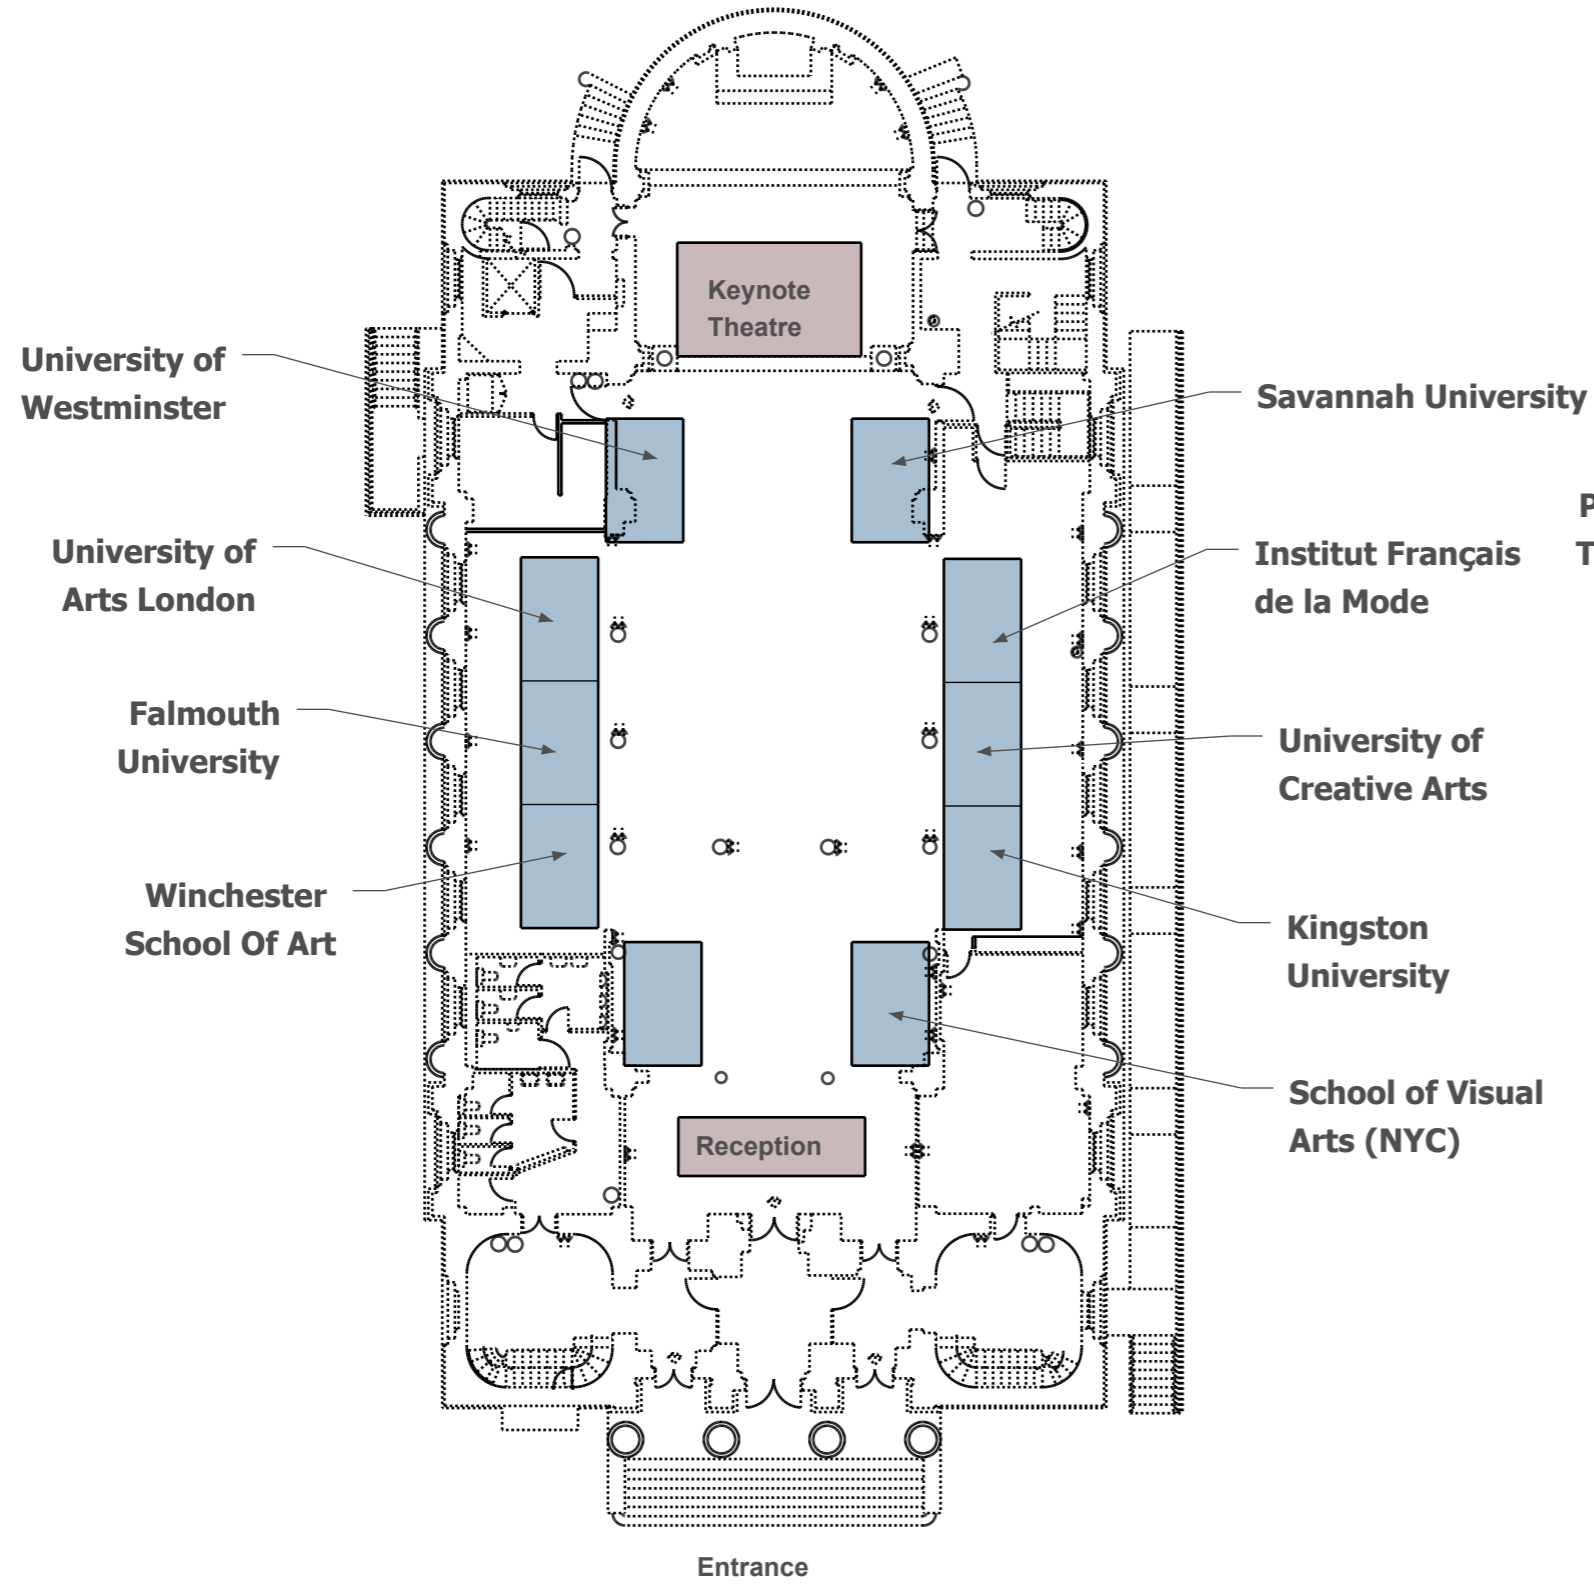 Keynote
Theatre
University of
Westminster
Savannah University
University of
Arts London
Institut Français
de la Mode
P
T
Falmouth
University
University of
Creative Arts
Winchester
School Of Art
Kingston
University
School of Visual
Arts (NYC)
Reception
Entrance